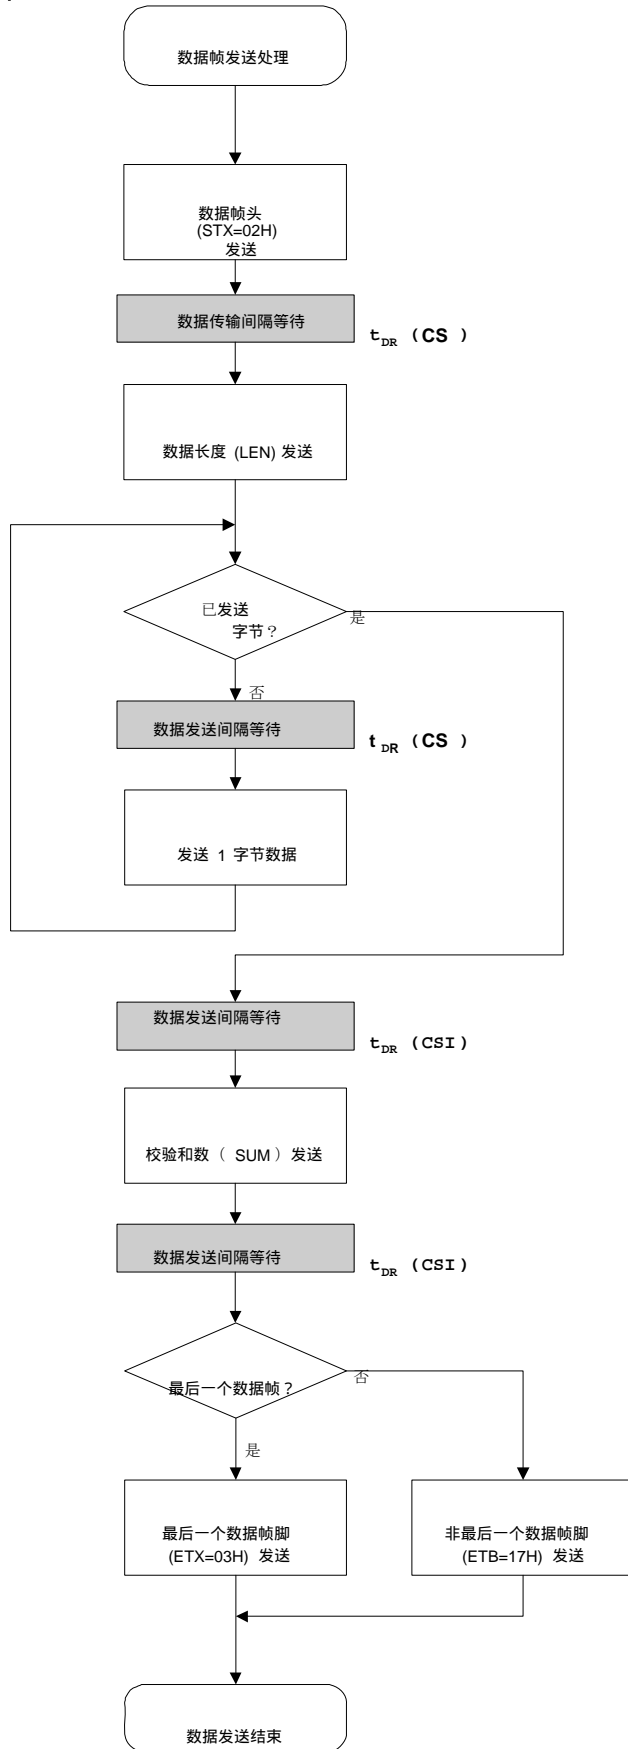 数据帧发送处理
数据帧头
(STX=02H)
发送
数据传输间隔等待
tDR (CS )
数据长度 (LEN) 发送
已发送
字节?
是
否
数据发送间隔等待
t DR (CS )
发送 1 字节数据
数据发送间隔等待
tDR (CSI)
校验和数( SUM)发送
数据发送间隔等待
tDR (CSI)
最后一个数据帧?
否
是
最后一个数据帧脚
(ETX=03H) 发送
非最后一个数据帧脚
(ETB=17H) 发送
数据发送结束